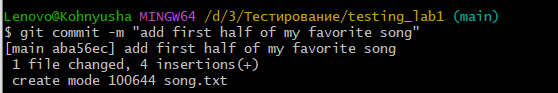 Lenovo@Kohnyusha MINGW64 /d/3/Тестирование/testing_lab1 (main)
$ git commit -m "add first half of my favorite song"
[main aba56ec] add first half of my favorite song
 1 file changed, 4 insertions(+)
 create mode 100644 song.txt